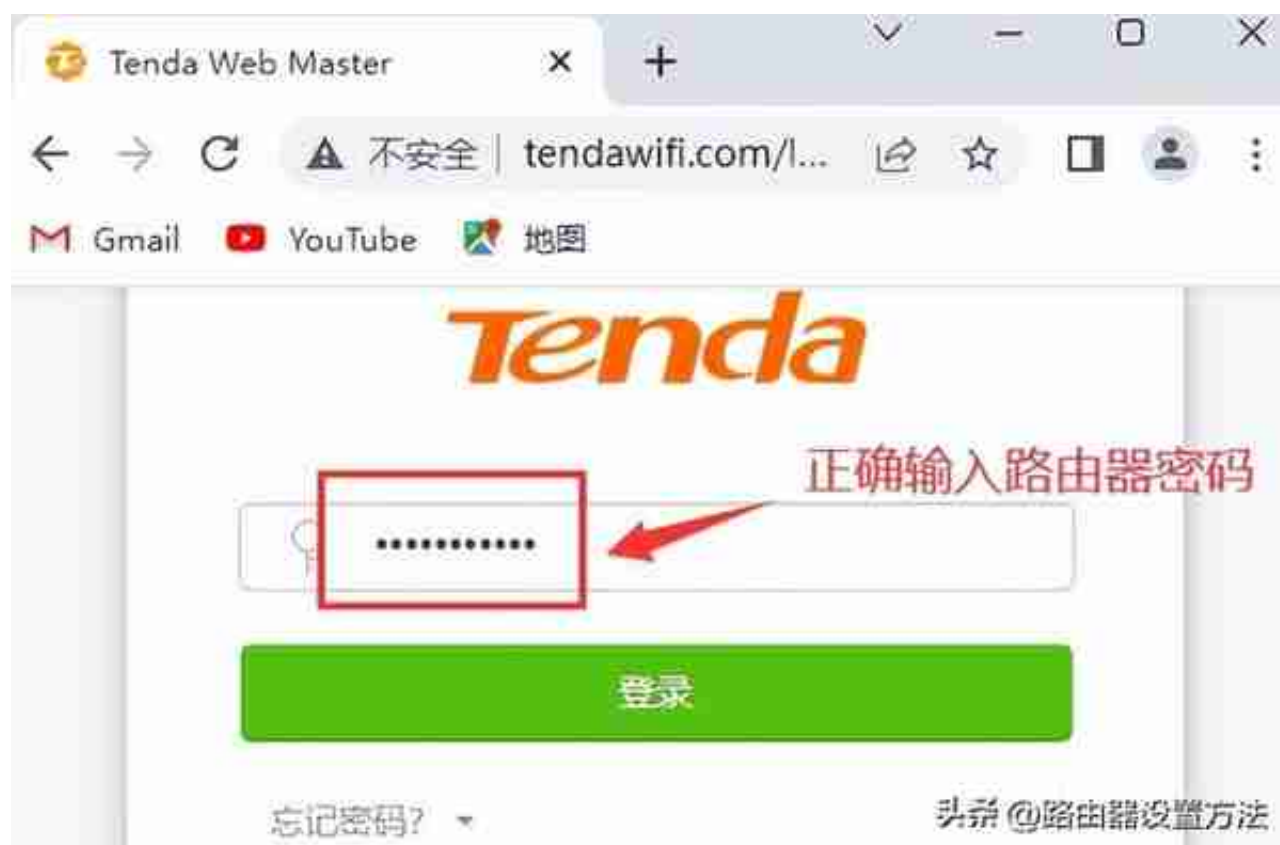 Tenda Web Master
不安全 tendawifi.com/l...
Gmail YouTube 地图
Tenda
正确输入路由器密码
•••••••••••
登录
忘记密码?
头条 @路由器设置方法